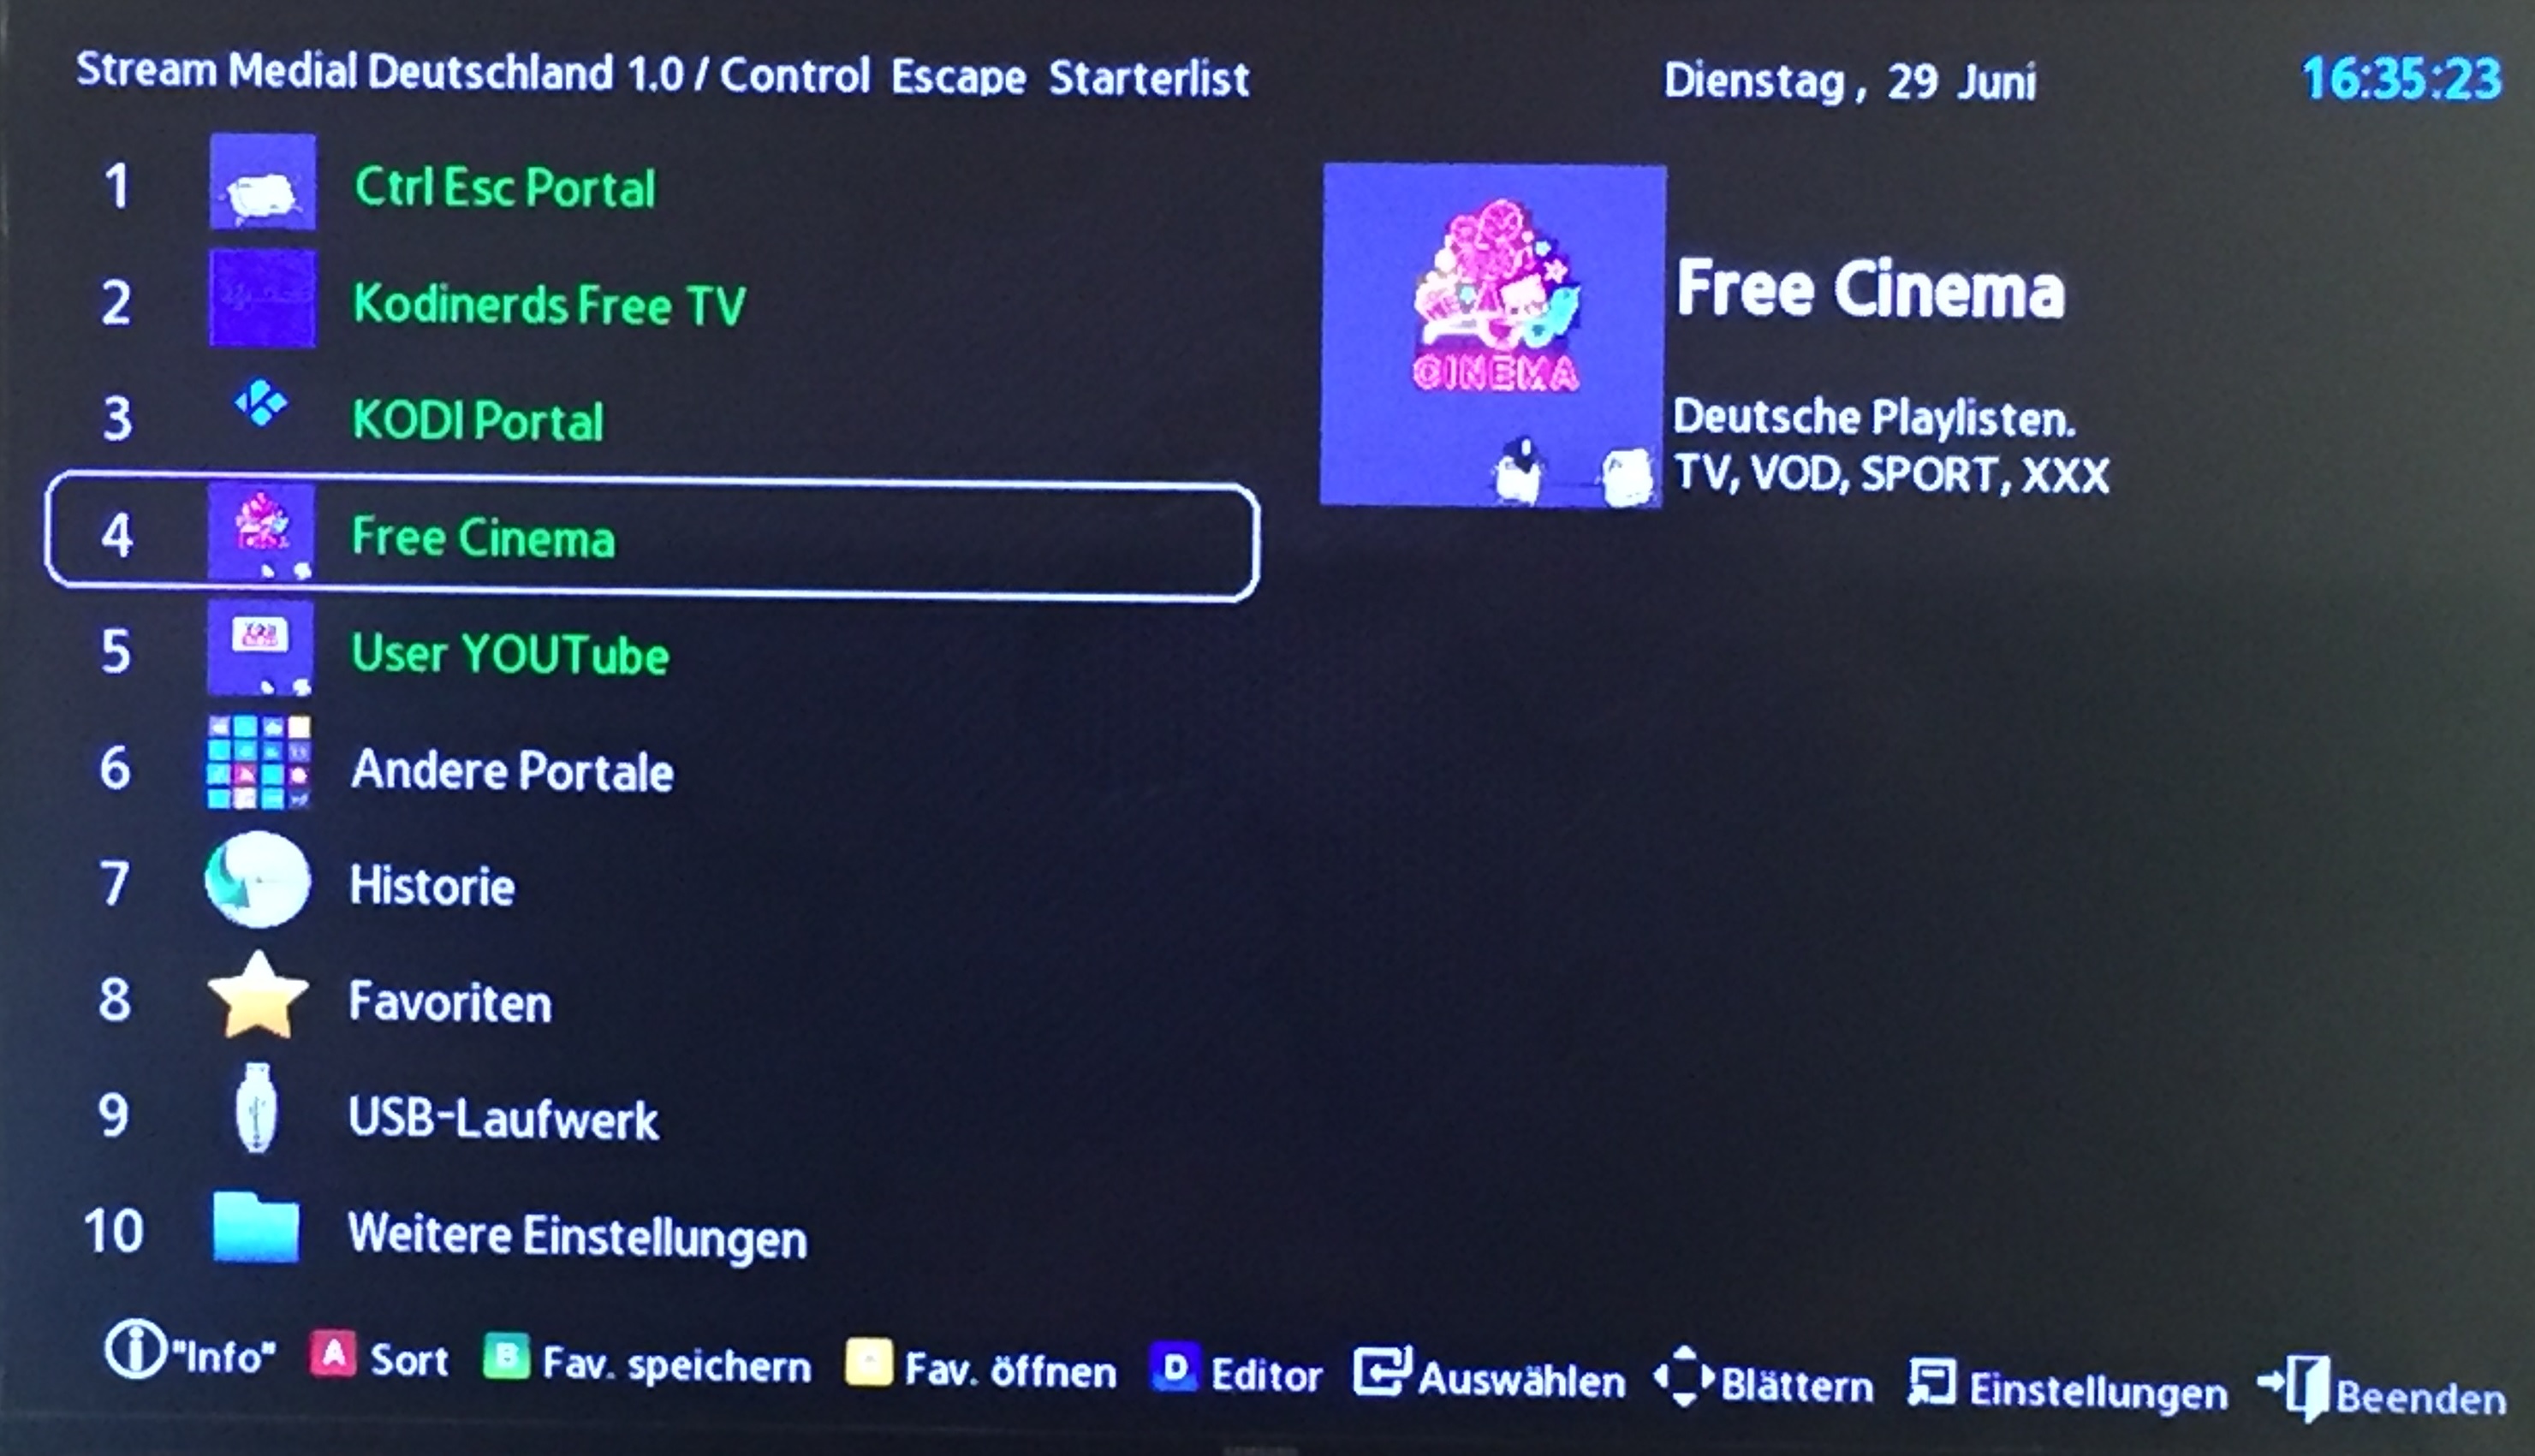 Stream Medial Deutschland 1.0 / Control Escape Starterlist
Dienstag, 29 Juni
16:35:23
1 Ctrl Esc Portal
2 Kodinerds Free TV
3 KODI Portal
4 Free Cinema
5 User YOUTube
6 Andere Portale
7 Historie
8 Favoriten
9 USB-Laufwerk
10 Weitere Einstellungen
CINEMA
Free Cinema
Deutsche Playlisten.
TV, VOD, SPORT, XXX
"Info" A Sort B Fav. speichern Fav. öffnen D Editor Auswählen Blättern Einstellungen Beenden